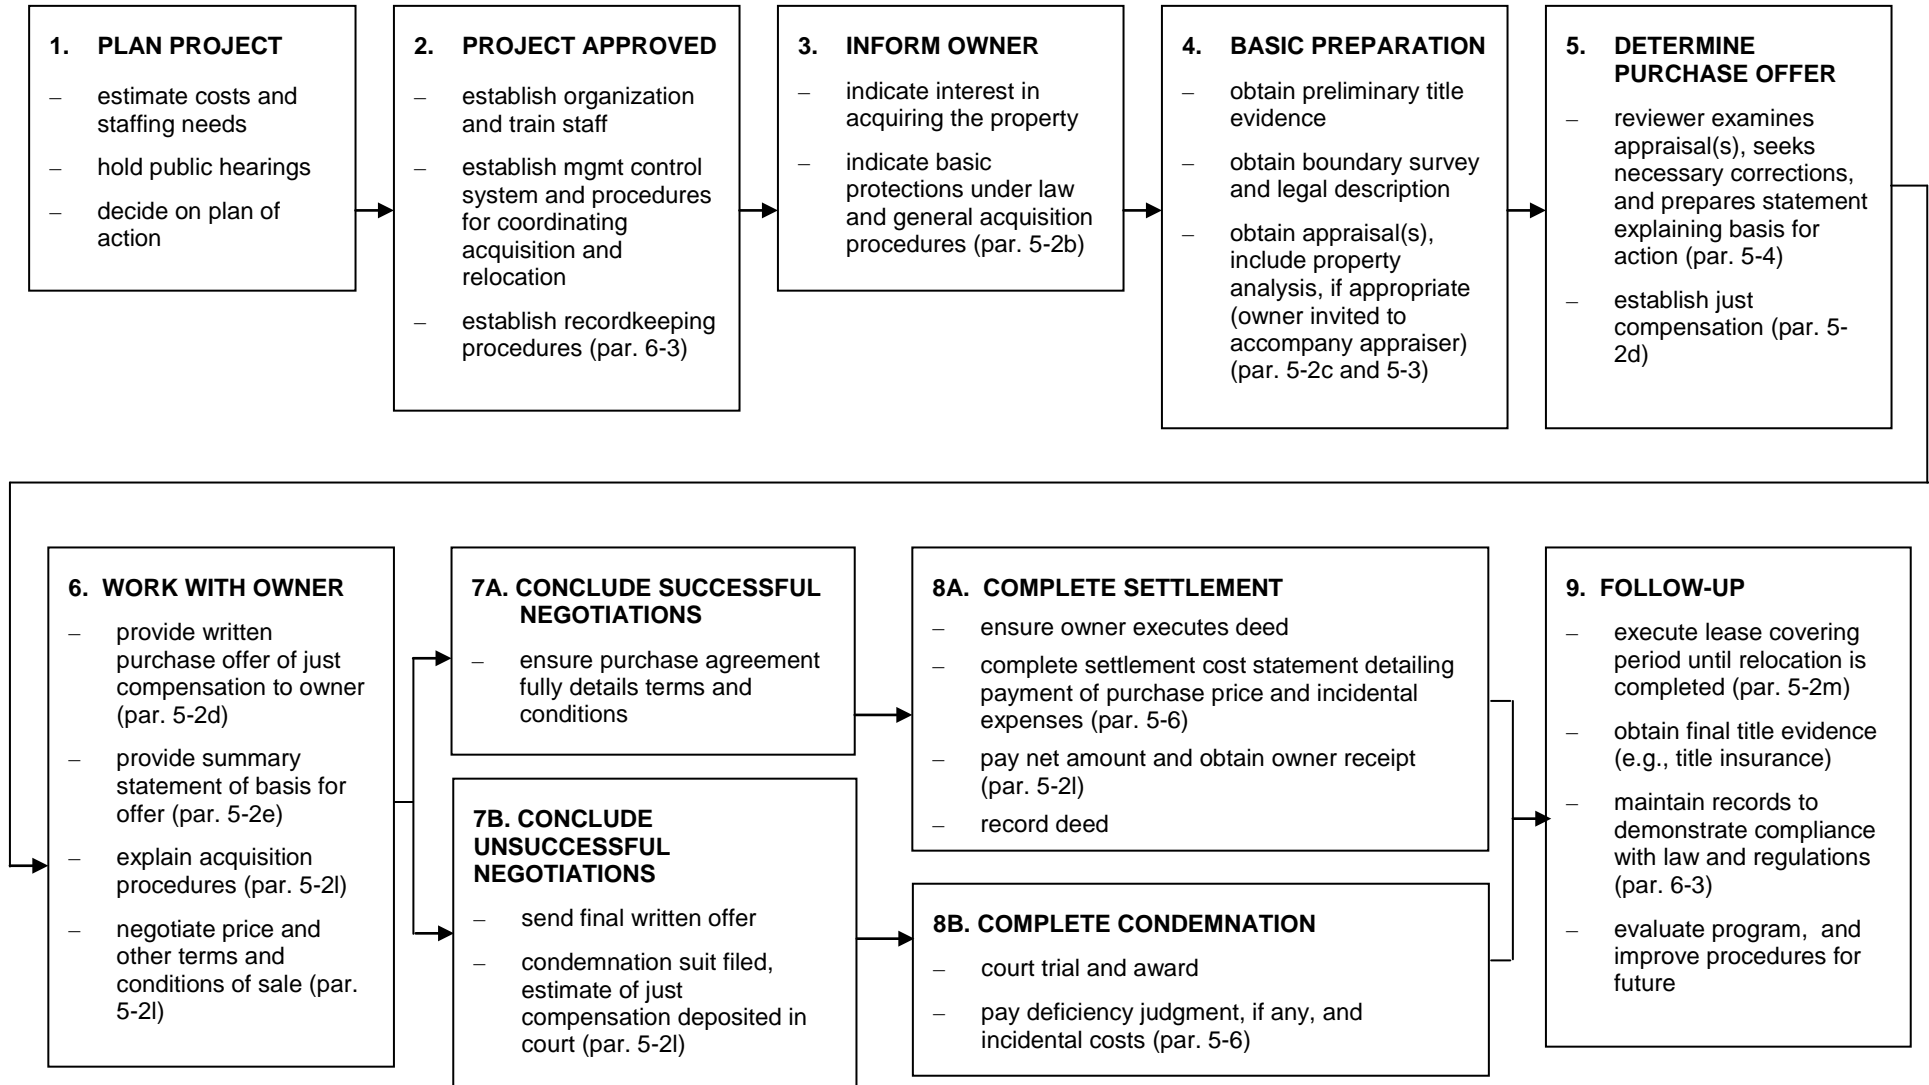 1. PLAN PROJECT
– estimate costs and
staffing needs
– hold public hearings
– decide on plan of
action
2. PROJECT APPROVED
– establish organization
and train staff
– establish mgmt control
system and procedures
for coordinating
acquisition and
relocation
– establish recordkeeping
procedures (par. 6-3)
3. INFORM OWNER
– indicate interest in
acquiring the property
– indicate basic
protections under law
and general acquisition
procedures (par. 5-2b)
4. BASIC PREPARATION
– obtain preliminary title
evidence
– obtain boundary survey
and legal description
– obtain appraisal(s),
include property
analysis, if appropriate
(owner invited to
accompany appraiser)
(par. 5-2c and 5-3)
5. DETERMINE
PURCHASE OFFER
– reviewer examines
appraisal(s), seeks
necessary corrections,
and prepares statement
explaining basis for
action (par. 5-4)
– establish just
compensation (par. 5-
2d)
6. WORK WITH OWNER
– provide written
purchase offer of just
compensation to owner
(par. 5-2d)
– provide summary
statement of basis for
offer (par. 5-2e)
– explain acquisition
procedures (par. 5-2l)
– negotiate price and
other terms and
conditions of sale (par.
5-2l)
7A. CONCLUDE SUCCESSFUL
NEGOTIATIONS
– ensure purchase agreement
fully details terms and
conditions
7B. CONCLUDE
UNSUCCESSFUL
NEGOTIATIONS
– send final written offer
– condemnation suit filed,
estimate of just
compensation deposited in
court (par. 5-2l)
8A. COMPLETE SETTLEMENT
– ensure owner executes deed
– complete settlement cost statement detailing
payment of purchase price and incidental
expenses (par. 5-6)
– pay net amount and obtain owner receipt
(par. 5-2l)
– record deed
8B. COMPLETE CONDEMNATION
– court trial and award
– pay deficiency judgment, if any, and
incidental costs (par. 5-6)
9. FOLLOW-UP
– execute lease covering
period until relocation is
completed (par. 5-2m)
– obtain final title evidence
(e.g., title insurance)
– maintain records to
demonstrate compliance
with law and regulations
(par. 6-3)
– evaluate program, and
improve procedures for
future